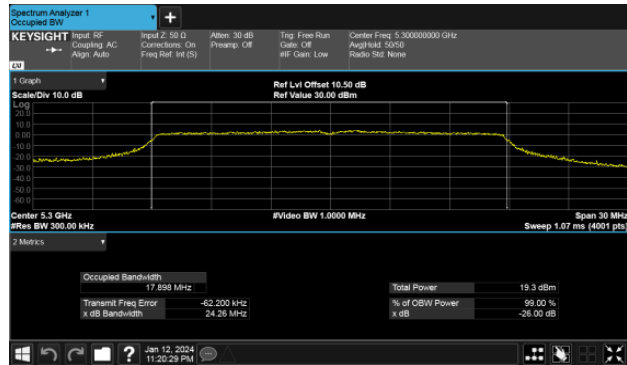 Spectrum Analyzer 1
Occupied BW
+
KEYSIGHT Input: RF Input Z: 50 Ω Atten: 30 dB Trig: Free Run Center Freq: 5.300000000 GHz
Coupling: AC Corrections: On Preamp: Off Gate: Off Avg|Hold: 50/50
Align: Auto Freq Ref: Int (S) #IF Gain: Low Radio Std: None
LXI
1 Graph
Scale/Div 10.0 dB
Ref Lvl Offset 10.50 dB
Ref Value 30.00 dBm
Log
20.0
10.0
0.00
-10.0
-20.0
-30.0
-40.0
-50.0
-60.0
Center 5.3 GHz #Video BW 1.0000 MHz Span 30 MHz
#Res BW 300.00 kHz Sweep 1.07 ms (4001 pts)
2 Metrics
Occupied Bandwidth
17.898 MHz Total Power 19.3 dBm
Transmit Freq Error -62.200 kHz % of OBW Power 99.00 %
x dB Bandwidth 24.26 MHz x dB -26.00 dB
?
Jan 12, 2024
11:20:29 PM